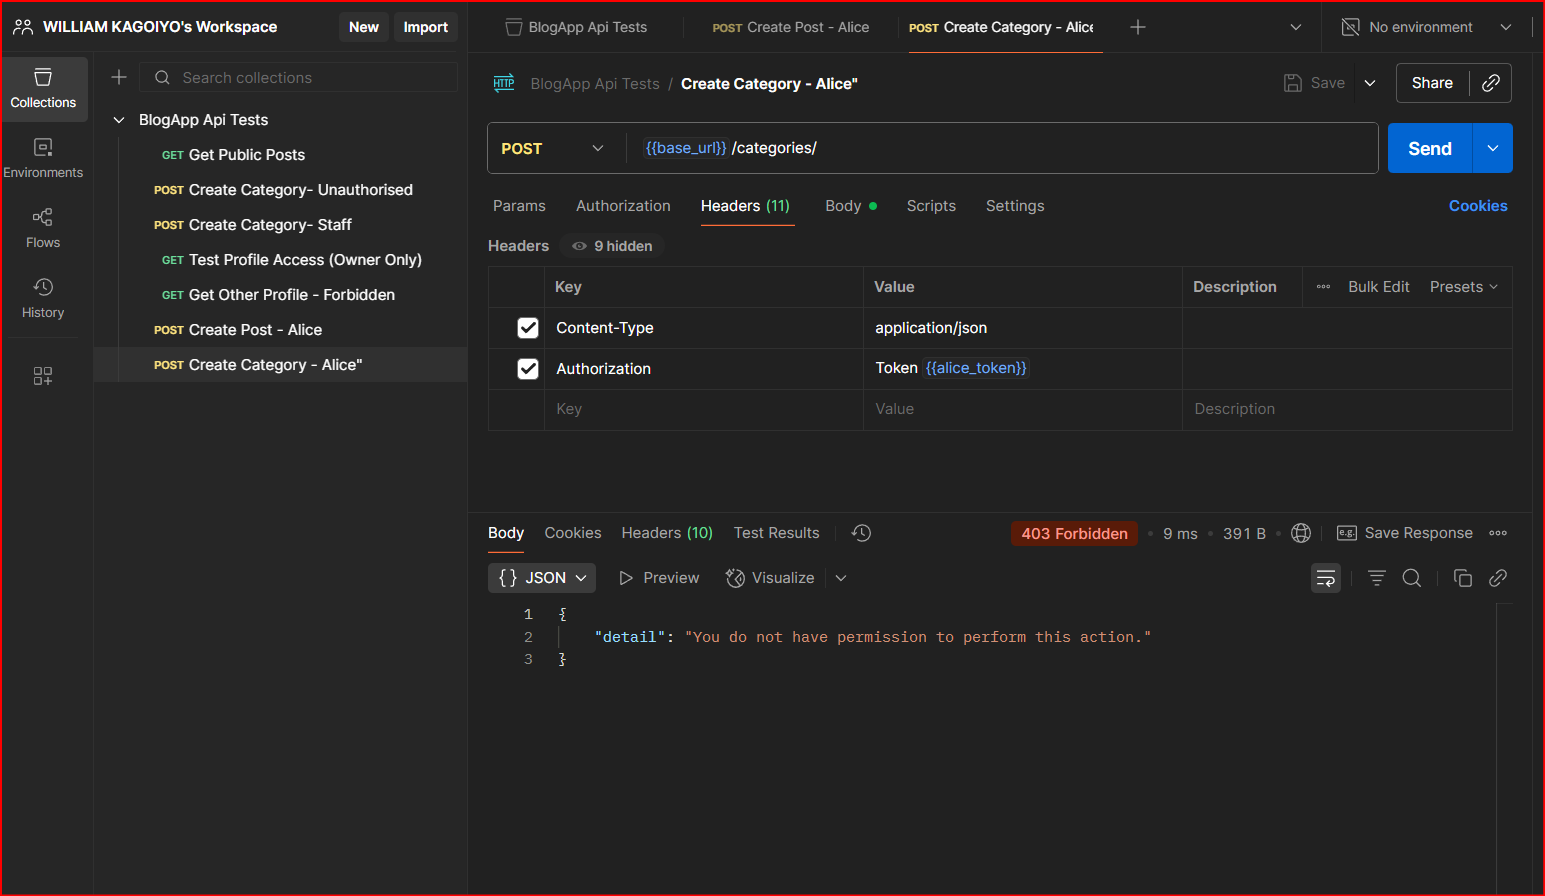 WILLIAM KAGOIYO's Workspace
New
Import
BlogApp Api Tests
POST Create Post - Alice
POST Create Category - Alice
No environment
Collections
Environments
Flows
History
Search collections
BlogApp Api Tests
GET Get Public Posts
POST Create Category- Unauthorised
POST Create Category- Staff
GET Test Profile Access (Owner Only)
GET Get Other Profile - Forbidden
POST Create Post - Alice
POST Create Category - Alice"
HTTP BlogApp Api Tests / Create Category - Alice"
Save
Share
POST
{{base_url}} /categories/
Send
Params Authorization Headers (11) Body Scripts Settings
Cookies
Headers 9 hidden
Key Value Description Bulk Edit Presets
Content-Type application/json
Authorization Token {{alice_token}}
Key Value Description
Body Cookies Headers (10) Test Results
403 Forbidden • 9 ms • 391 B •
e.g. Save Response
{} JSON Preview Visualize
1 {
2 "detail": "You do not have permission to perform this action."
3 }